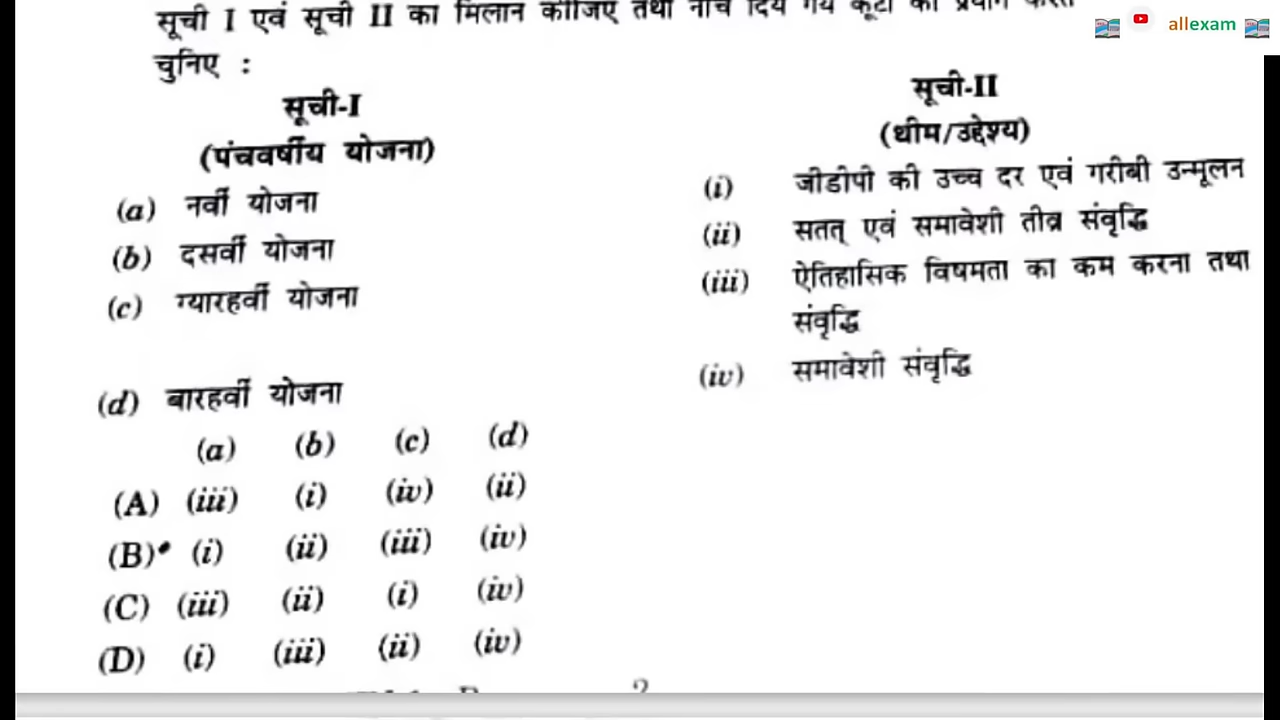 सूची I एवं सूची II का मिलान कीजिए तथा नीचे दिये गये कूटों का प्रयोग करते
allexam
चुनिए :
सूची-I
(पंचवर्षीय योजना)
(a) नवीं योजना
(b) दसवीं योजना
(c) ग्यारहवीं योजना
(d) बारहवीं योजना
सूची-II
(थीम/उद्देश्य)
(i) जीडीपी की उच्च दर एवं गरीबी उन्मूलन
(ii) सतत् एवं समावेशी तीव्र संवृद्धि
(iii) ऐतिहासिक विषमता का कम करना तथा
संवृद्धि
(iv) समावेशी संवृद्धि
(a) (b) (c) (d)
(A) (iii) (i) (iv) (ii)
(B) (i) (ii) (iii) (iv)
(C) (iii) (ii) (i) (iv)
(D) (i) (iii) (ii) (iv)